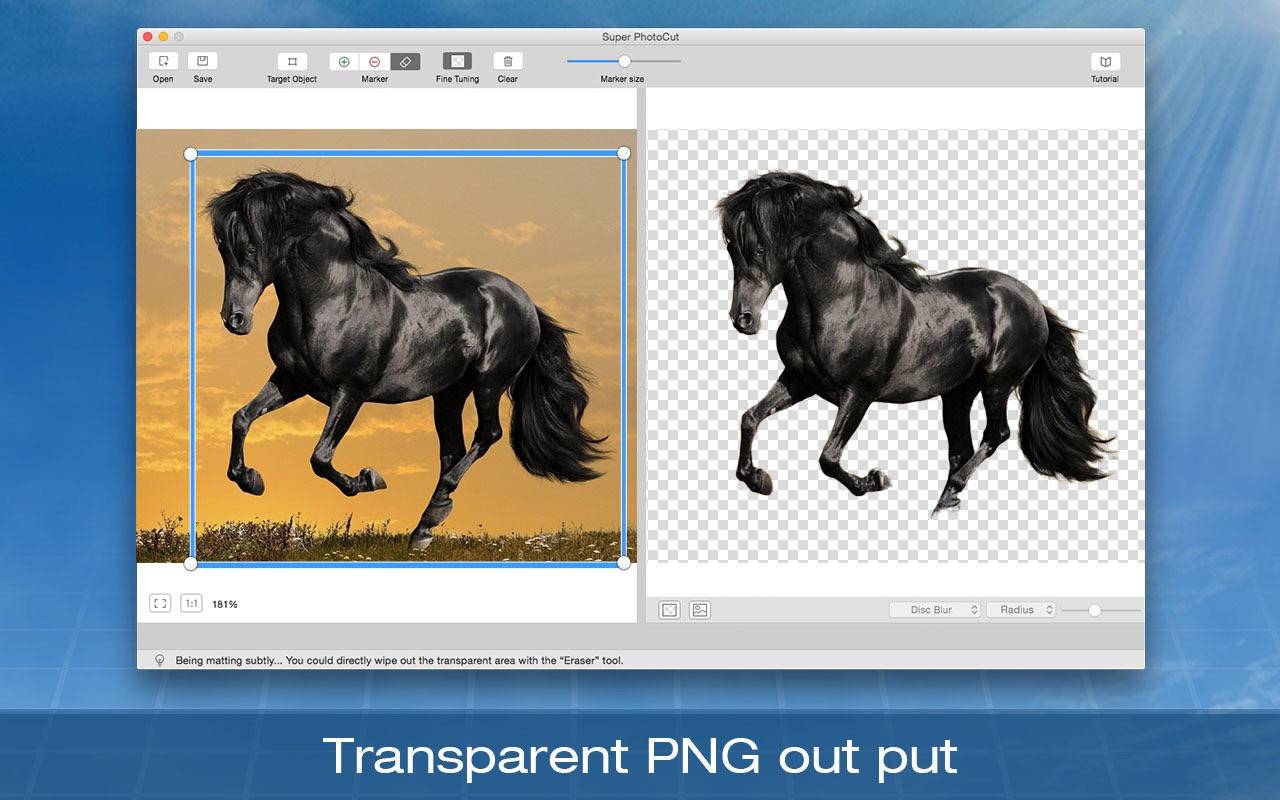 Super PhotoCut
Open
Save
Target Object
Marker
Fine Tuning
Clear
Marker size
Tutorial
1:1
181%
Disc Blur
Radius
Being matting subtly... You could directly wipe out the transparent area with the “Eraser” tool.
Transparent PNG out put